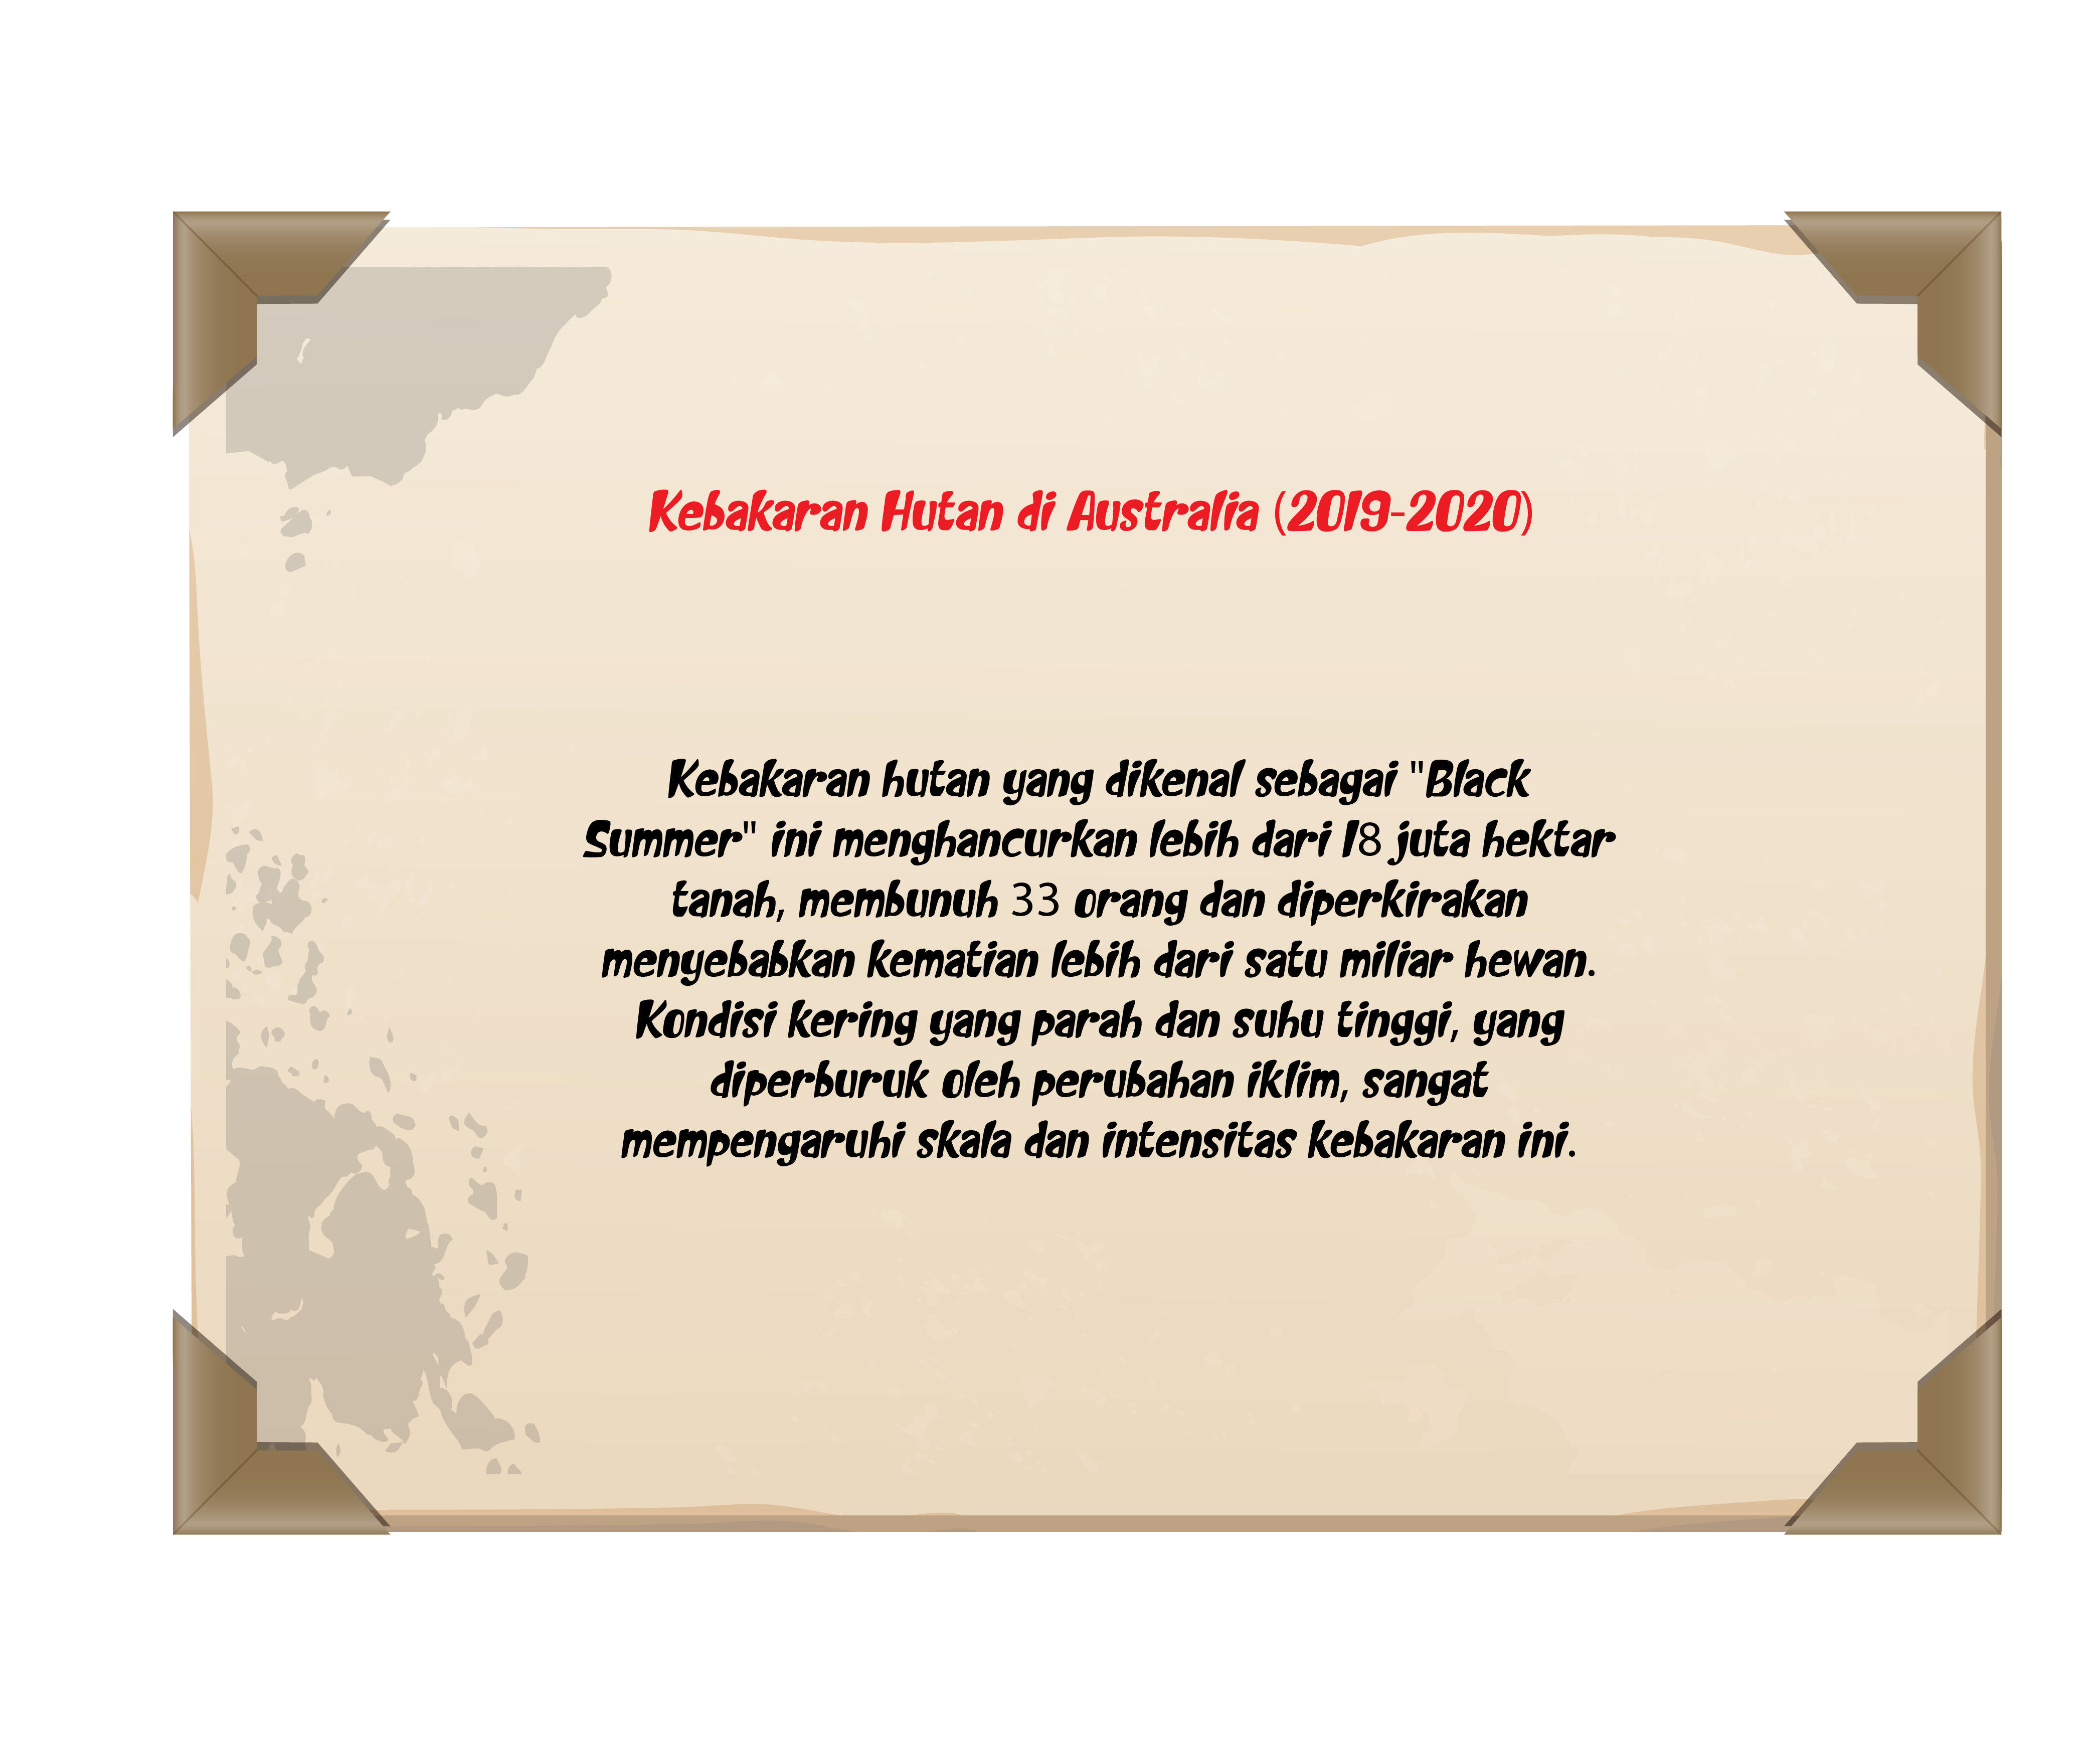 Kebakaran Hutan di Australia (2019-2020)
Kebakaran hutan yang dikenal sebagai "Black
Summer" ini menghancurkan lebih dari 18 juta hektar
tanah, membunuh 33 orang dan diperkirakan
menyebabkan kematian lebih dari satu miliar hewan.
Kondisi kering yang parah dan suhu tinggi, yang
diperburuk oleh perubahan iklim, sangat
mempengaruhi skala dan intensitas kebakaran ini.